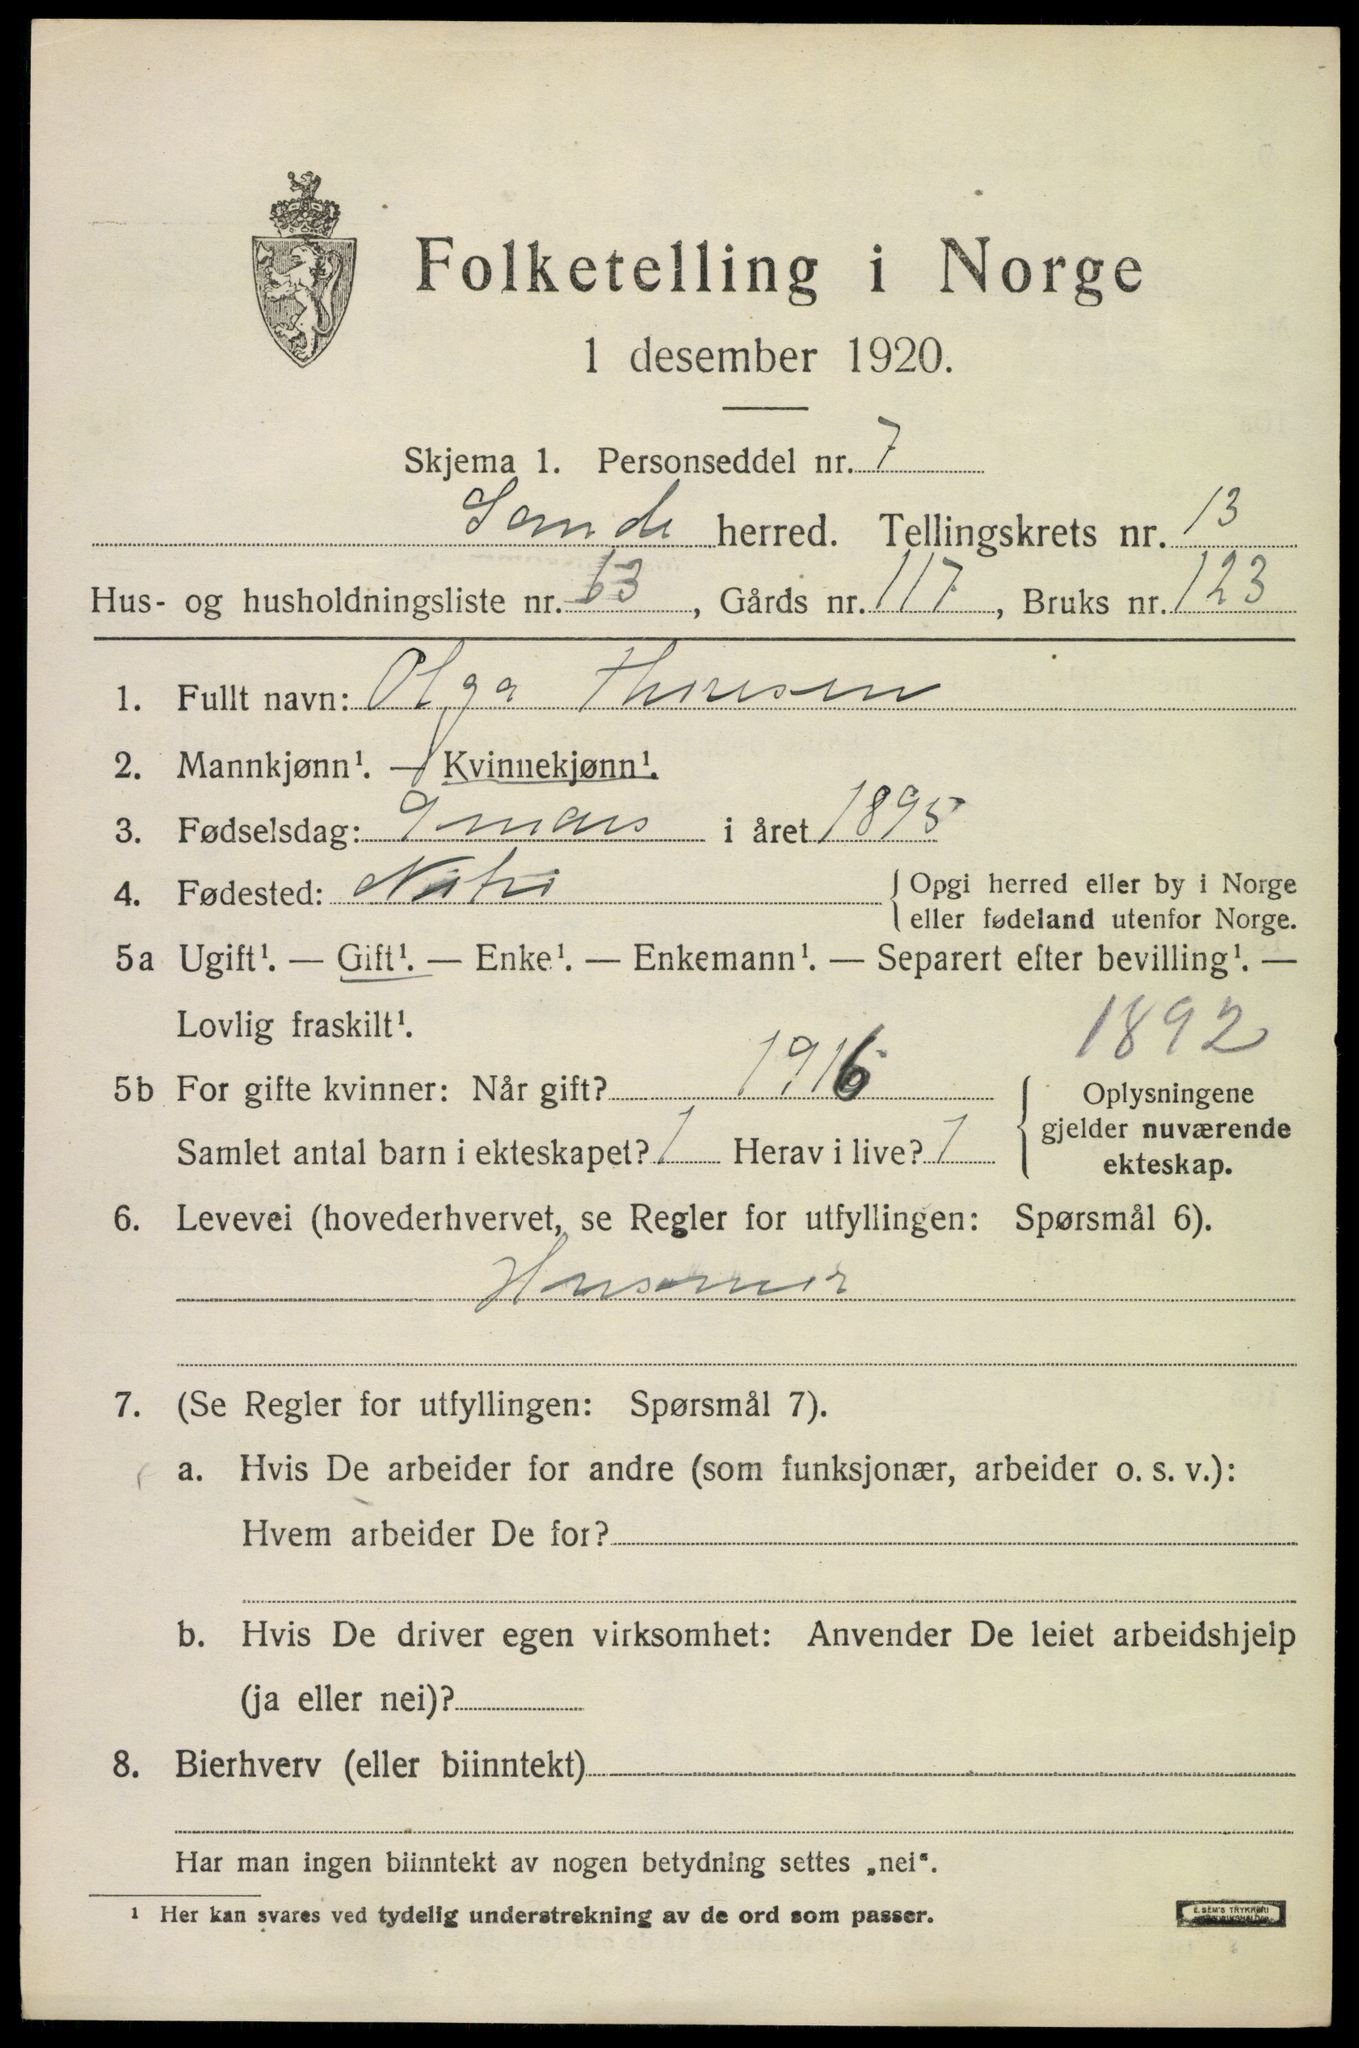 Folketelling i Norge
1 desember 1920.
Skjema 1. Personseddel nr. 7
Sande herred. Tellingskrets nr. 13
Hus- og husholdningsliste nr. 63, Gårds nr. 117, Bruks nr. 123
1. Fullt navn: Olga Thoresen
2. Mannkjønn¹. — Kvinnekjønn¹.
3. Fødselsdag: 9 mars i året 1895
4. Fødested: { Opgi herred eller by i Norge
eller fødeland utenfor Norge.
5a Ugift¹. — Gift¹. — Enke¹. — Enkemann¹. — Separert efter bevilling¹. —
Lovlig fraskilt¹.
1892
5b For gifte kvinner: Når gift? 1916
Samlet antal barn i ekteskapet? 1 Herav i live? 1
{ Oplysningene
gjelder nuværende
ekteskap.
6. Levevei (hovederhvervet, se Regler for utfyllingen: Spørsmål 6).
Husmor
7. (Se Regler for utfyllingen: Spørsmål 7).
a. Hvis De arbeider for andre (som funksjonær, arbeider o. s. v.):
Hvem arbeider De for?
b. Hvis De driver egen virksomhet: Anvender De leiet arbeidshjelp
(ja eller nei)?
8. Bierhverv (eller biinntekt)
Har man ingen biinntekt av nogen betydning settes „nei“.
¹ Her kan svares ved tydelig understrekning av de ord som passer.
E. SEM'S TRYKKERI